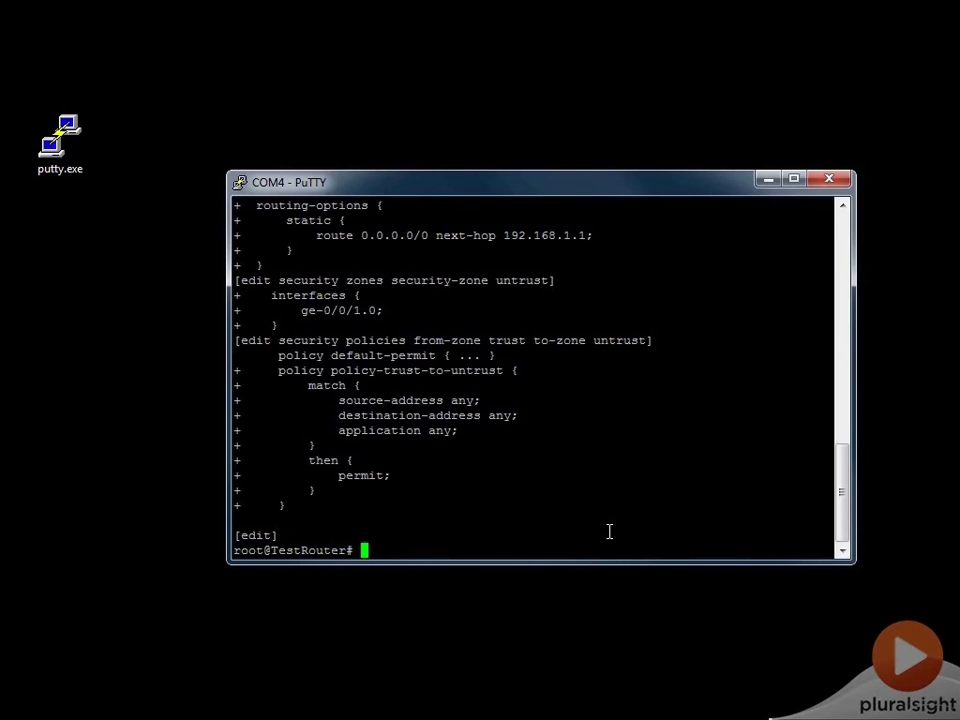 putty.exe
COM4 - PuTTY
+  routing-options {
+      static {
+          route 0.0.0.0/0 next-hop 192.168.1.1;
+      }
+  }
[edit security zones security-zone untrust]
+    interfaces {
+        ge-0/0/1.0;
+    }
[edit security policies from-zone trust to-zone untrust]
      policy default-permit { ... }
+     policy policy-trust-to-untrust {
+         match {
+             source-address any;
+             destination-address any;
+             application any;
+         }
+         then {
+             permit;
+         }
+     }
[edit]
root@TestRouter#
pluralsight